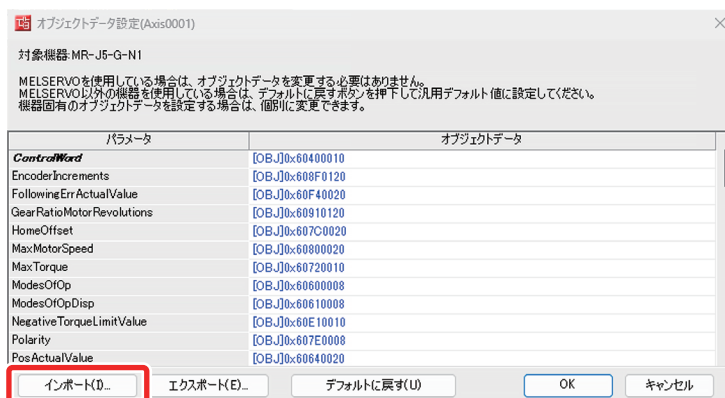 オブジェクトデータ設定(Axis0001)
対象機器:MR-J5-G-N1
MELSERVOを使用している場合は、オブジェクトデータを変更する必要はありません。
MELSERVO以外の機器を使用している場合は、デフォルトに戻すボタンを押下して汎用デフォルト値に設定してください。
機器固有のオブジェクトデータを設定する場合は、個別に変更できます。
パラメータ オブジェクトデータ
ControlWord [OBJ]0x60400010
EncoderIncrements [OBJ]0x608F0120
FollowingErrActualValue [OBJ]0x60F40020
GearRatioMotorRevolutions [OBJ]0x60910120
HomeOffset [OBJ]0x607C0020
MaxMotorSpeed [OBJ]0x60800020
MaxTorque [OBJ]0x60720010
ModesOfOp [OBJ]0x60600008
ModesOfOpDisp [OBJ]0x60610008
NegativeTorqueLimitValue [OBJ]0x60E10010
Polarity [OBJ]0x607E0008
PosActualValue [OBJ]0x60640020
インポート(I)... エクスポート(E)... デフォルトに戻す(U) OK キャンセル